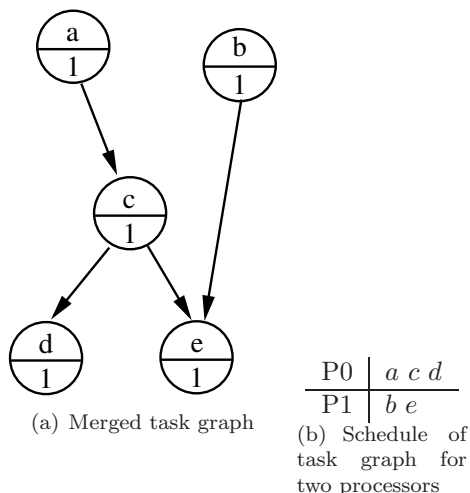 a
1
b
1
c
1
d
1
e
1
(a) Merged task graph
P0 a c d
P1 b e
(b) Schedule of
task graph for
two processors